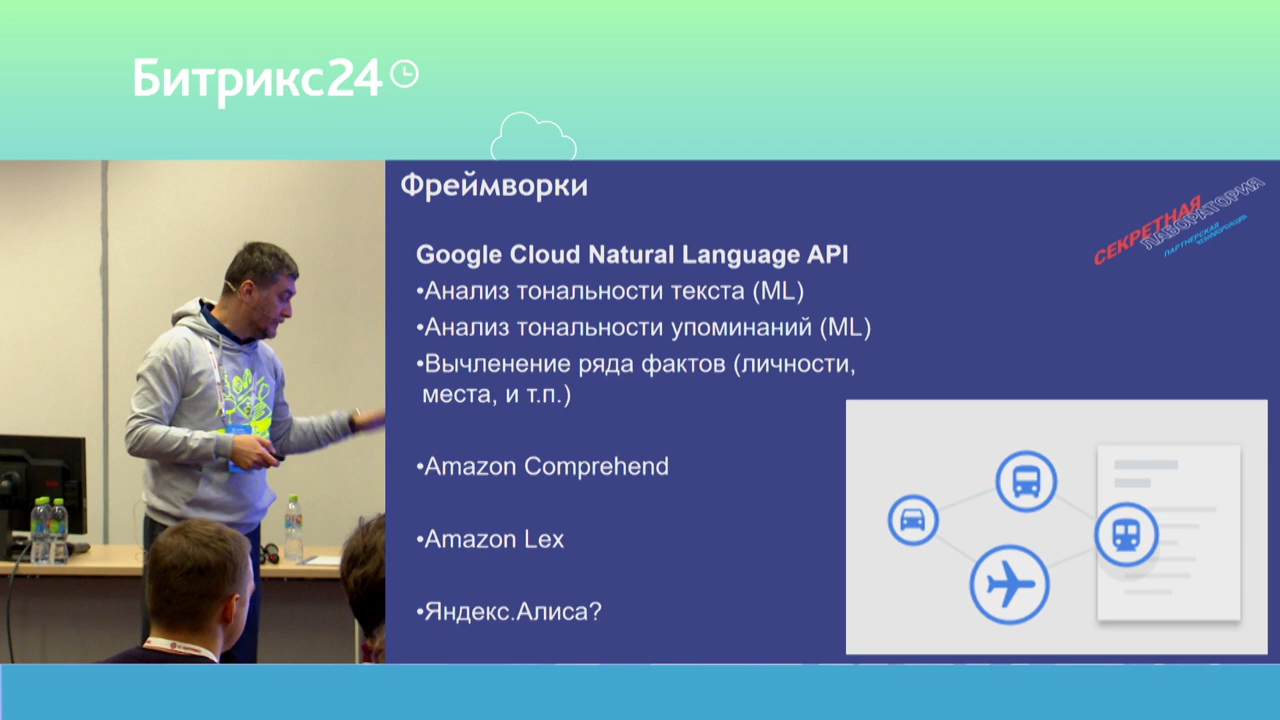 Битрикс24
Фреймворки
СЕКРЕТНАЯ
ЛАБОРАТОРИЯ
ПАРТНЕРСКАЯ
Google Cloud Natural Language API
•Анализ тональности текста (ML)
•Анализ тональности упоминаний (ML)
•Вычленение ряда фактов (личности,
места, и т.п.)
•Amazon Comprehend
•Amazon Lex
•Яндекс.Алиса?